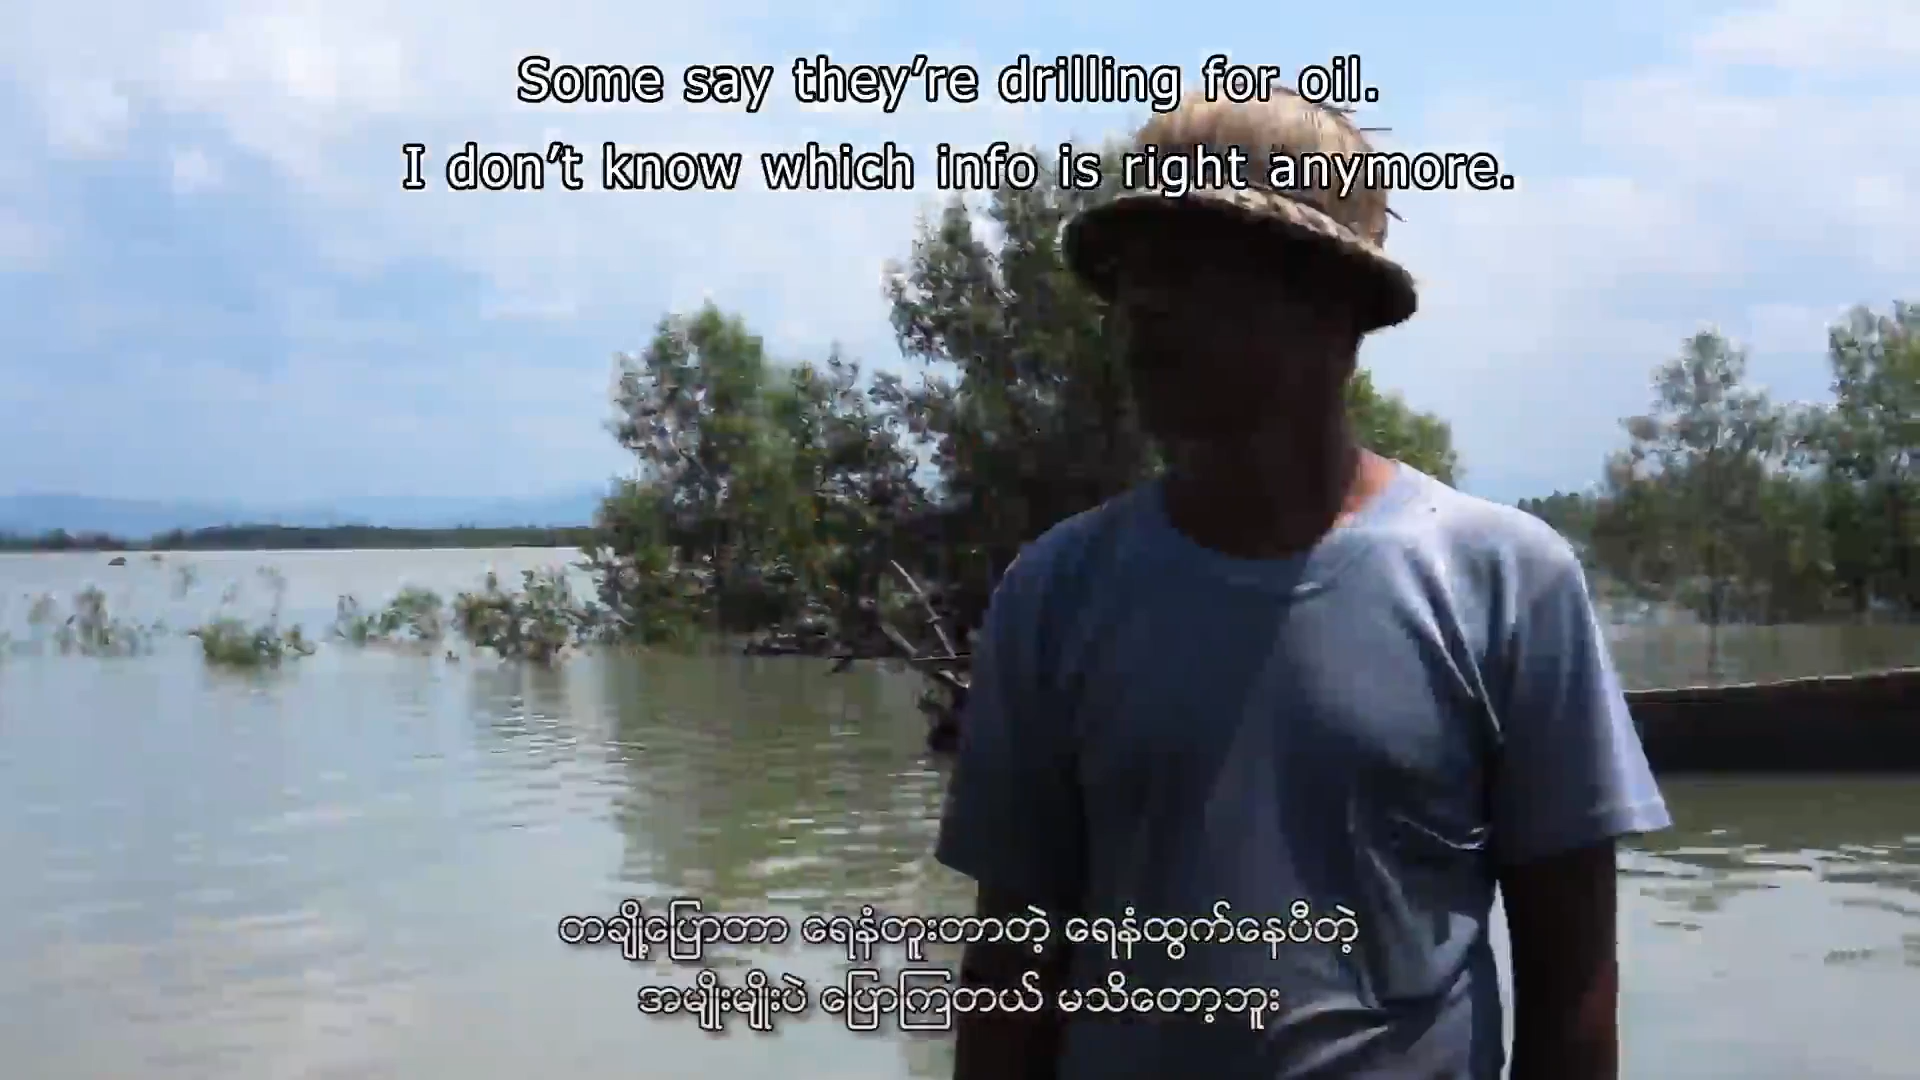 Some say they’re drilling for oil.
I don’t know which info is right anymore.
တချို့ပြောတာ ရေနံတူးတာတဲ့ ရေနံထွက်နေပီတဲ့
အမျိုးမျိုးပဲ ပြောကြတယ် မသိတော့ဘူး